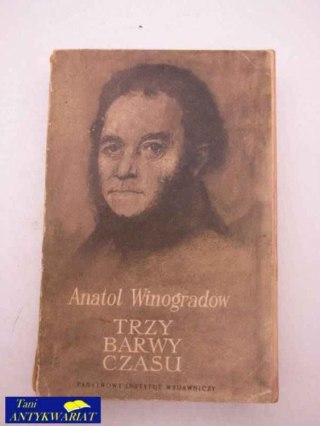 Anatol Winogradow
TRZY
BARWY
CZASU
PAŃSTWOWY INSTYTUT WYDAWNICZY
Tani
ANTYKWARIAT